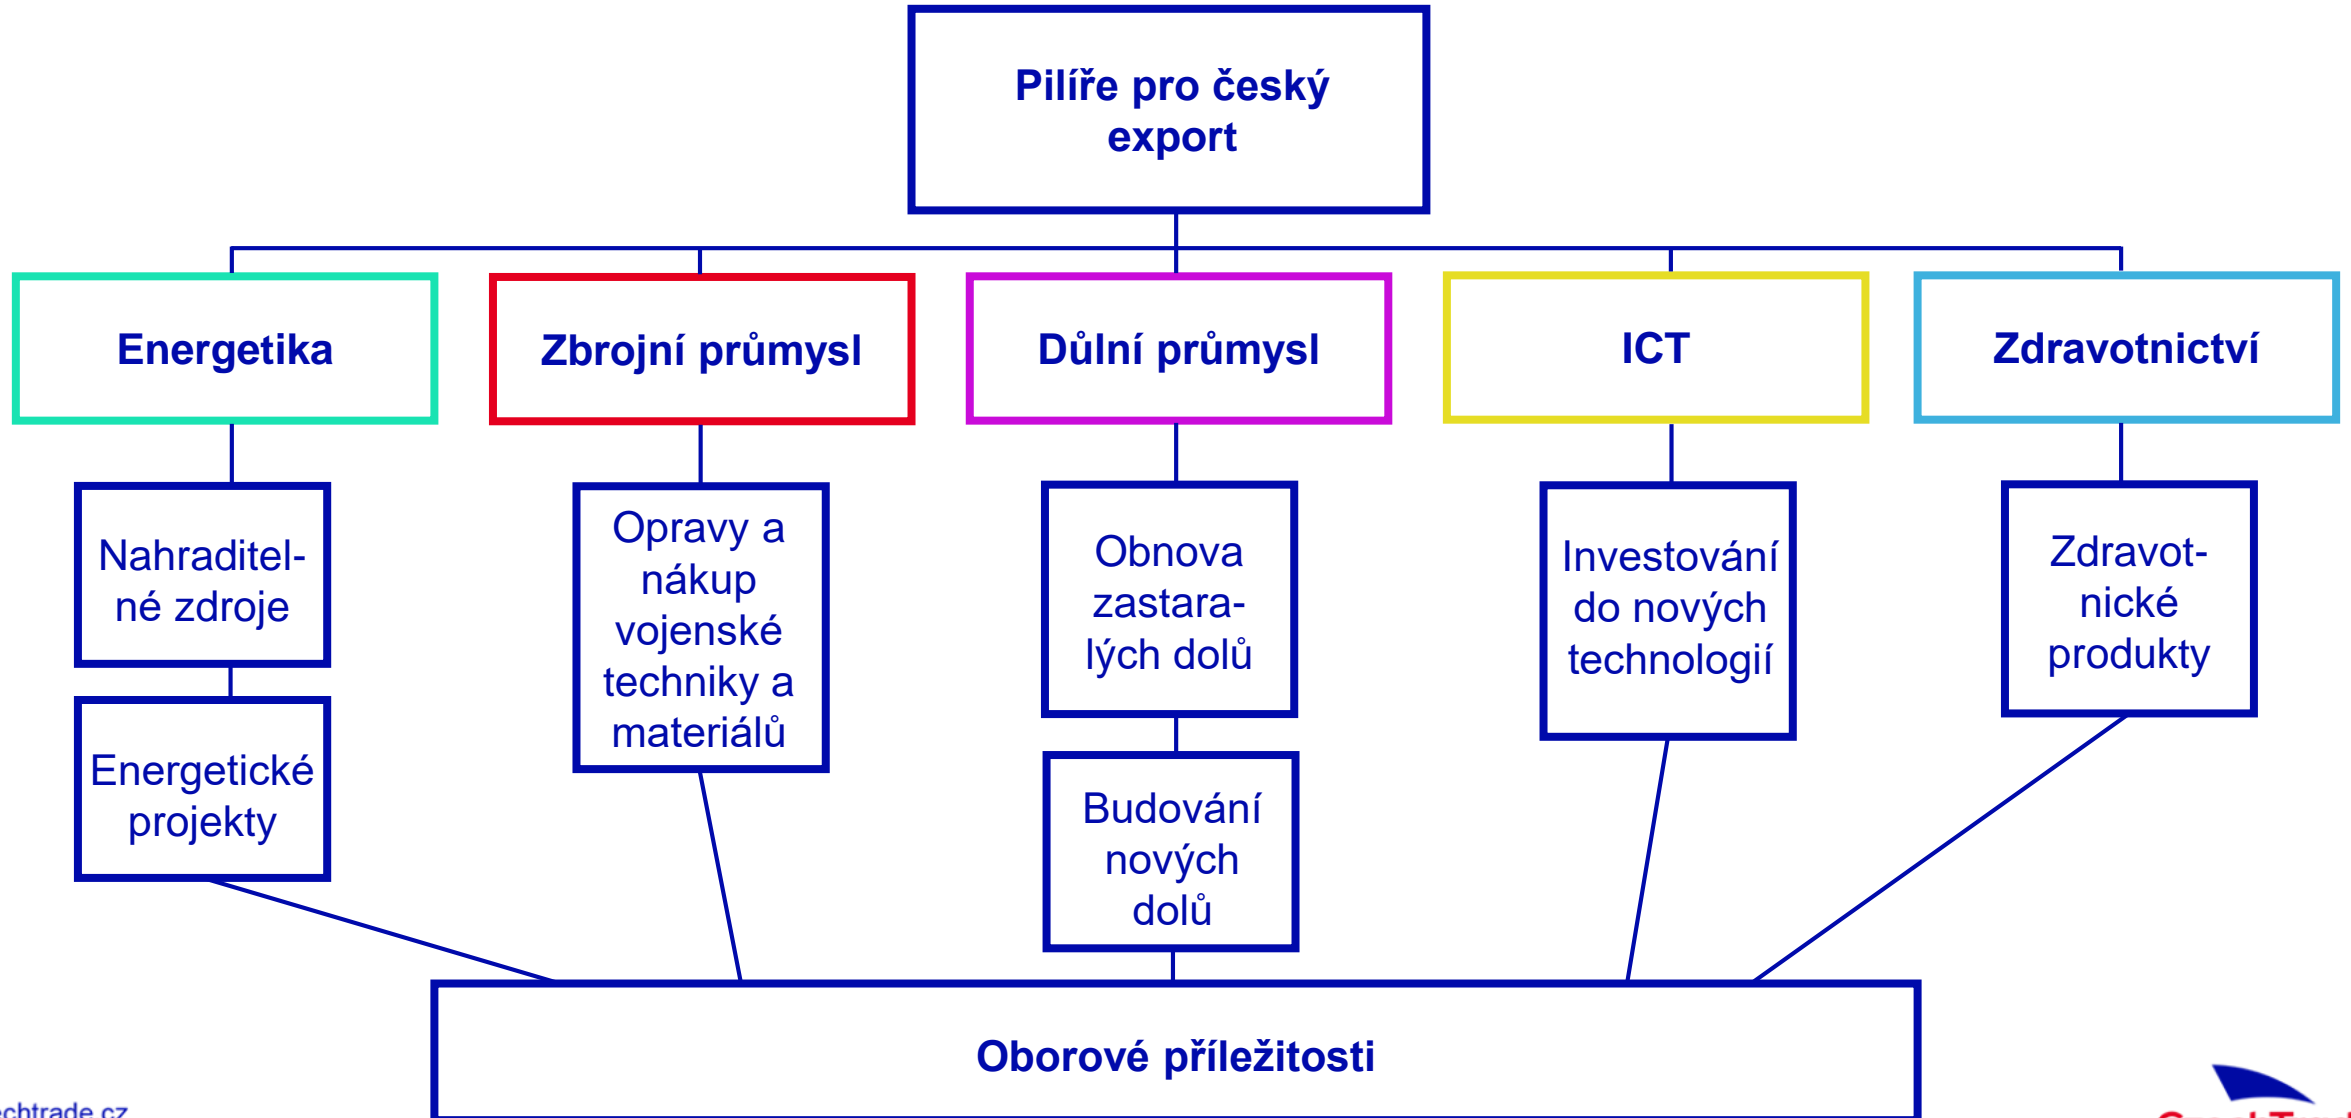 Pilíře pro český
export
Energetika
Zbrojní průmysl
Důlní průmysl
ICT
Zdravotnictví
Nahraditel-
né zdroje
Opravy a
nákup
vojenské
techniky a
materiálů
Obnova
zastara-
lých dolů
Investování
do nových
technologií
Zdravot-
nické
produkty
Energetické
projekty
Budování
nových
dolů
Oborové příležitosti